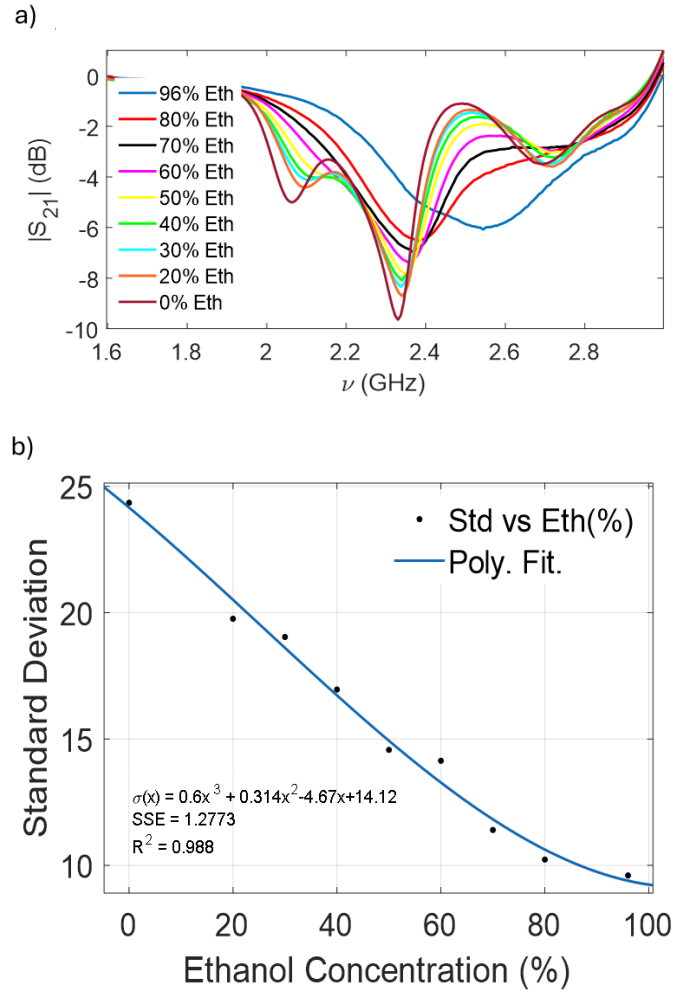 a)
0
-2
-4
-6
-8
-10
|S21| (dB)
96% Eth
80% Eth
70% Eth
60% Eth
50% Eth
40% Eth
30% Eth
20% Eth
0% Eth
1.6 1.8 2 2.2 2.4 2.6 2.8
ν (GHz)
b)
25
20
15
10
Standard Deviation
Std vs Eth(%)
Poly. Fit.
σ(x) = 0.6x³ + 0.314x²-4.67x+14.12
SSE = 1.2773
R² = 0.988
0 20 40 60 80 100
Ethanol Concentration (%)